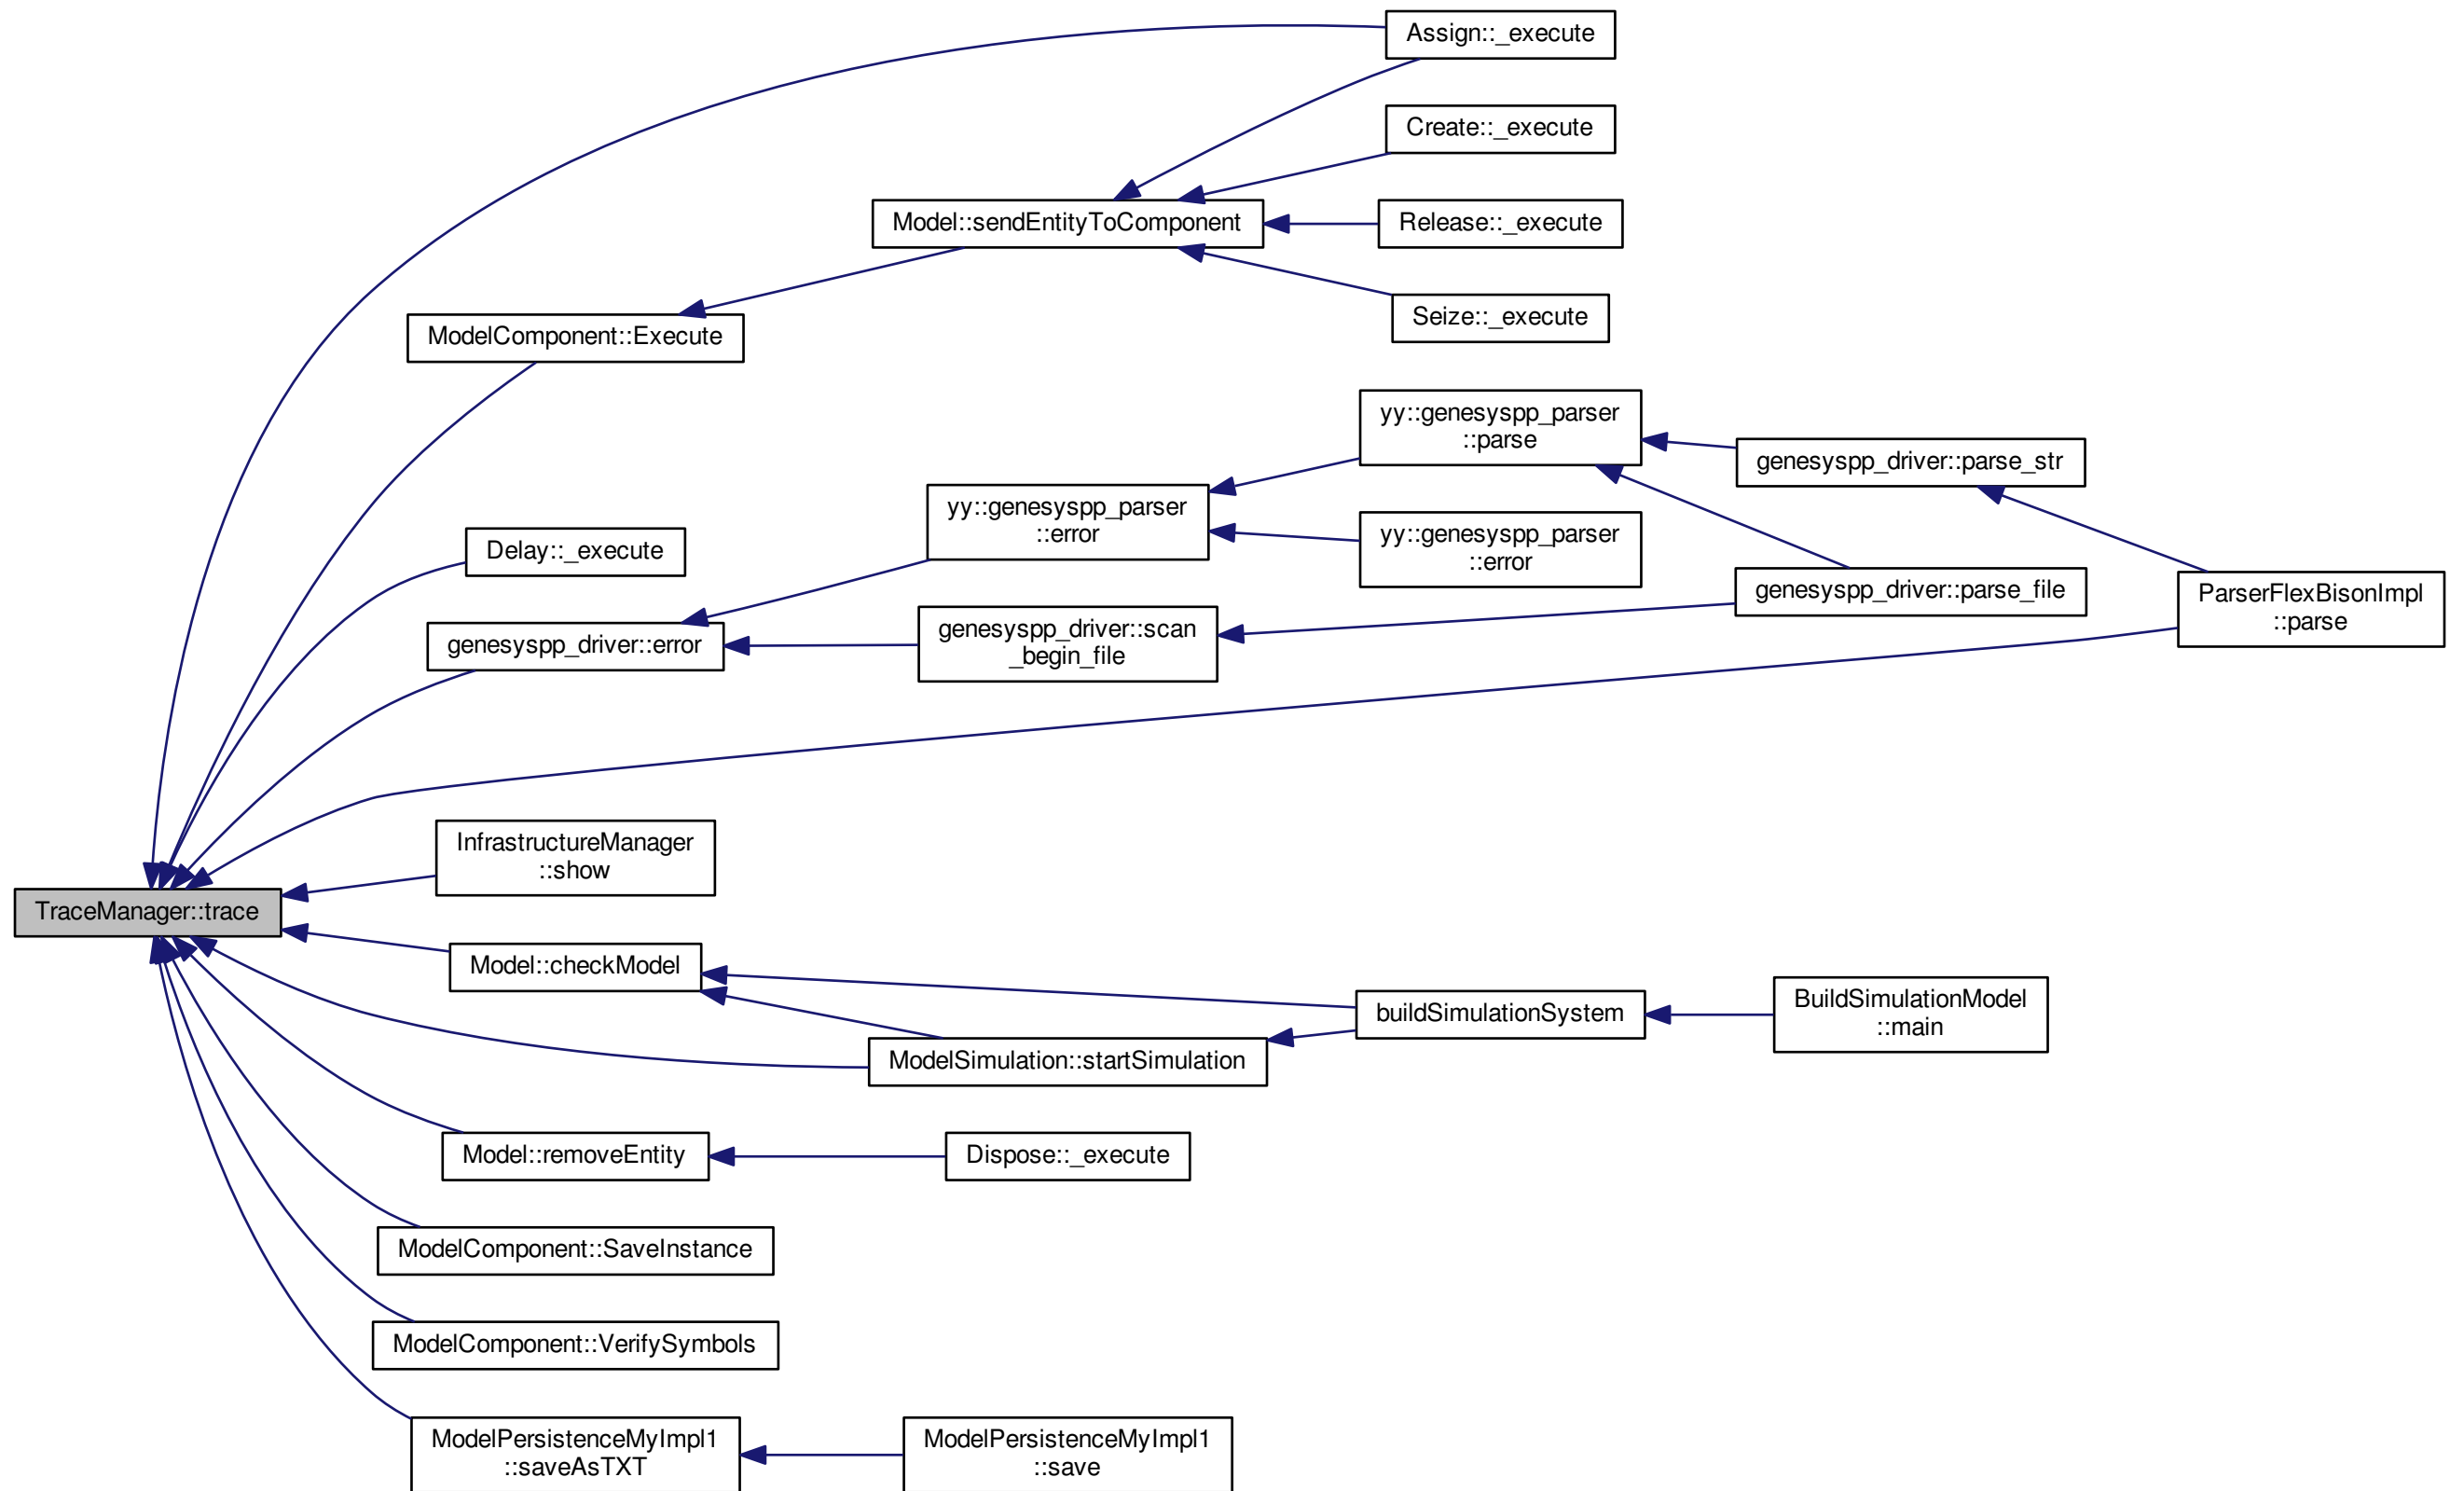 Assign::_execute
Create::_execute
Model::sendEntityToComponent
Release::_execute
Seize::_execute
ModelComponent::Execute
yy::genesyspp_parser
::parse
genesyspp_driver::parse_str
yy::genesyspp_parser
::error
Delay::_execute
yy::genesyspp_parser
::error
genesyspp_driver::parse_file
ParserFlexBisonImpl
::parse
genesyspp_driver::error
genesyspp_driver::scan
_begin_file
InfrastructureManager
::show
TraceManager::trace
Model::checkModel
buildSimulationSystem
BuildSimulationModel
::main
ModelSimulation::startSimulation
Model::removeEntity
Dispose::_execute
ModelComponent::SaveInstance
ModelComponent::VerifySymbols
ModelPersistenceMyImpl1
::saveAsTXT
ModelPersistenceMyImpl1
::save